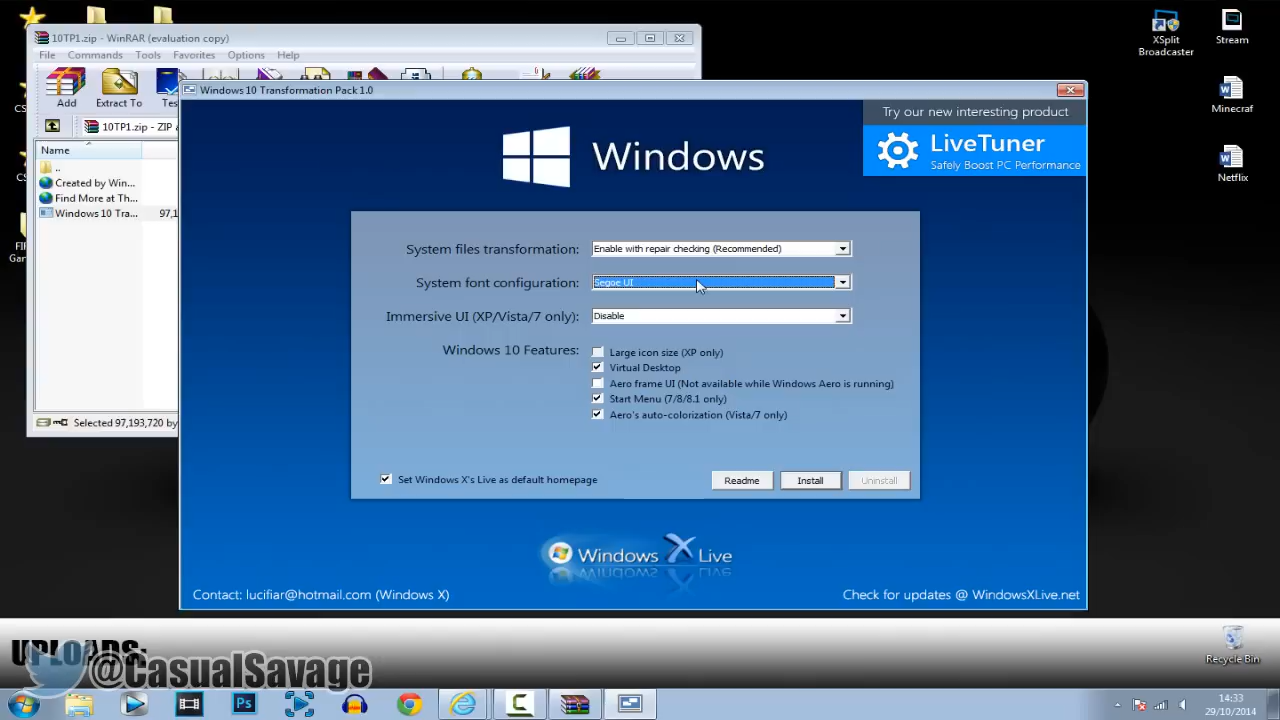 10TP1.zip - WinRAR (evaluation copy)
File Commands Tools Favorites Options Help
Add Extract To
10TP1.zip - ZIP
Name
..
Created by Win...
Find More at Th...
Windows 10 Tra... 97,1
Selected 97,193,720 by
Windows 10 Transformation Pack 1.0
Try our new interesting product
LiveTuner
Safely Boost PC Performance
Windows
System files transformation: Enable with repair checking (Recommended)
System font configuration: Segoe UI
Immersive UI (XP/Vista/7 only): Disable
Windows 10 Features:
Large icon size (XP only)
Virtual Desktop
Aero frame UI (Not available while Windows Aero is running)
Start Menu (7/8/8.1 only)
Aero's auto-colorization (Vista/7 only)
Set Windows X's Live as default homepage
Readme Install Uninstall
Windows X Live
Contact: lucifiar@hotmail.com (Windows X)
Check for updates @ WindowsXLive.net
XSplit Broadcaster
Stream
Minecraf
Netflix
Recycle Bin
UPLOADS:
@CasualSavage
Ps
14:33
29/10/2014